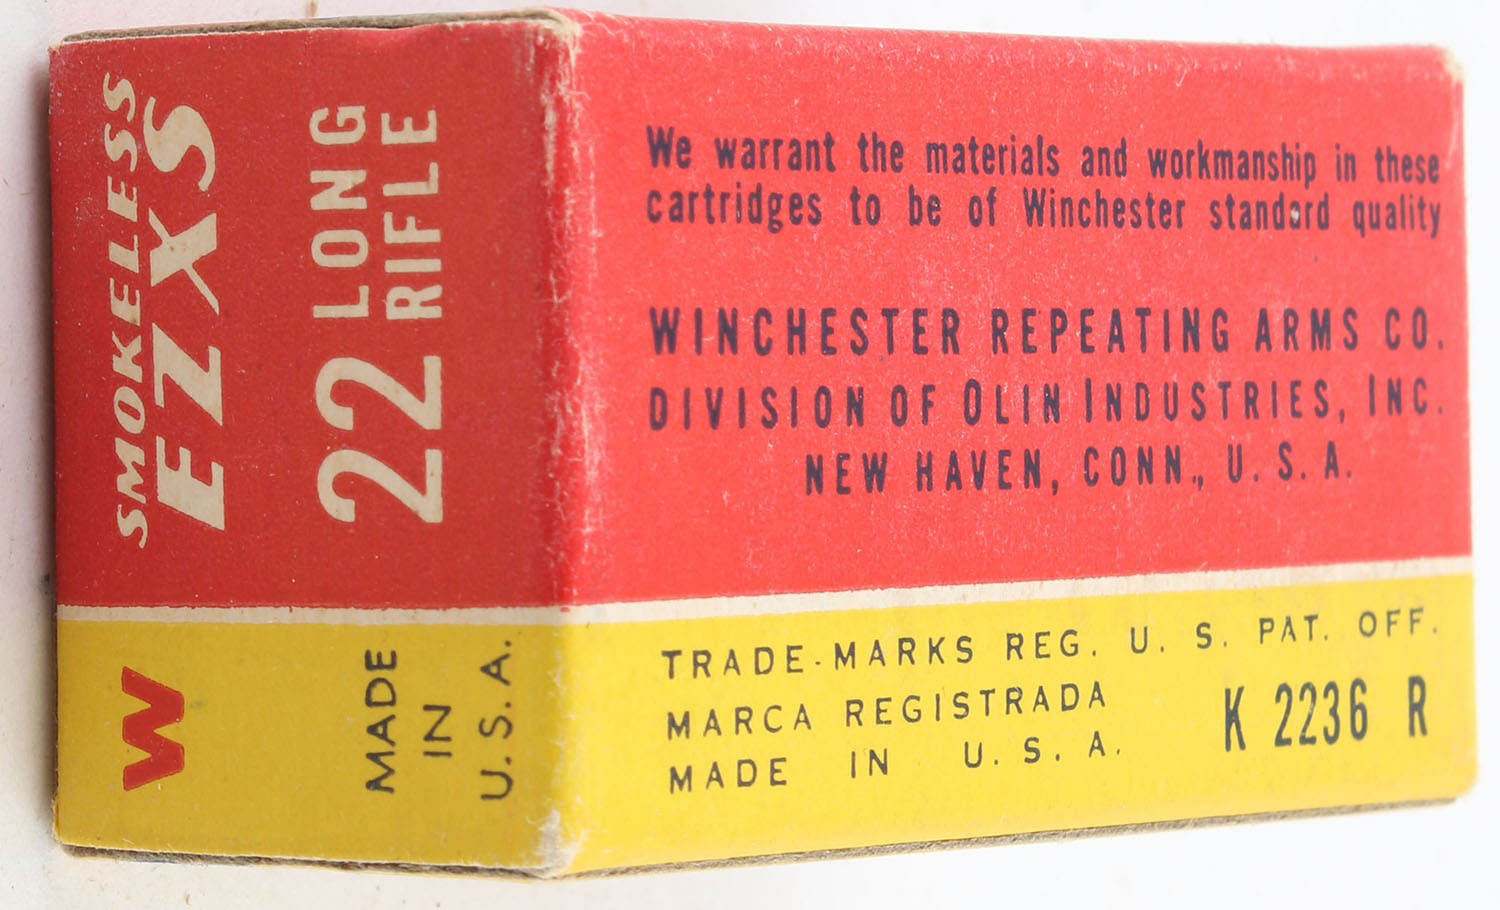 SMOKELESS
EZXS
22 LONG
RIFLE
W
MADE
IN
U.S.A.
We warrant the materials and workmanship in these
cartridges to be of Winchester standard quality
WINCHESTER REPEATING ARMS CO.
DIVISION OF OLIN INDUSTRIES, INC.
NEW HAVEN, CONN., U. S. A.
TRADE-MARKS REG. U. S. PAT. OFF.
MARCA REGISTRADA
MADE IN U. S. A.
K 2236 R